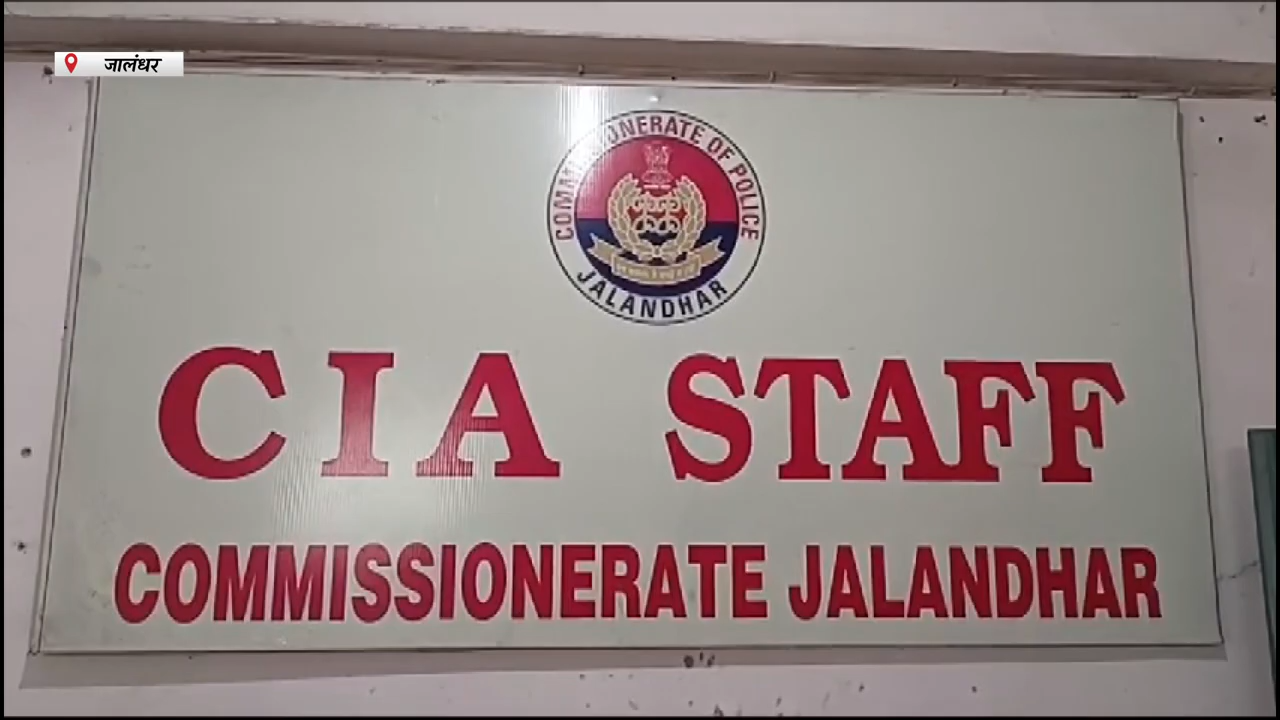 जालंधर
COMMISSIONERATE OF POLICE
JALANDHAR
CIA STAFF
COMMISSIONERATE JALANDHAR